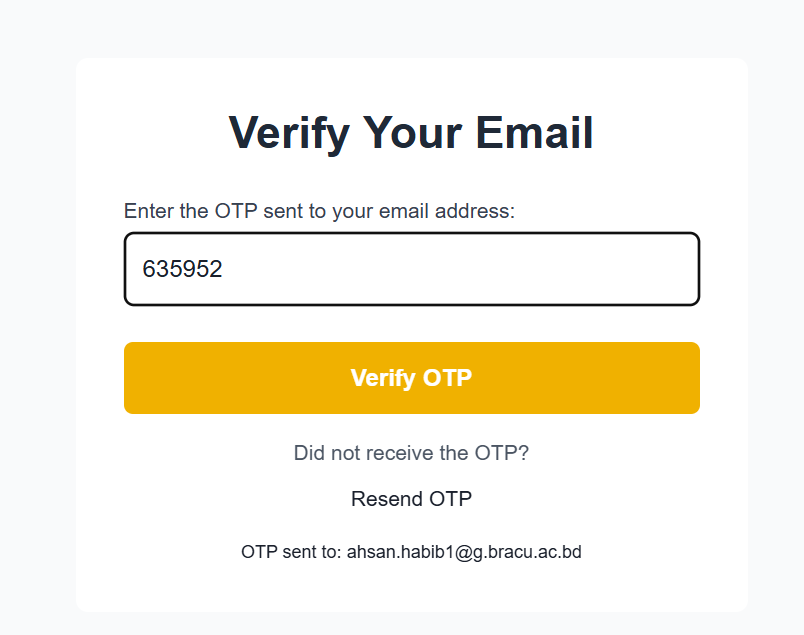 Verify Your Email
Enter the OTP sent to your email address:
635952
Verify OTP
Did not receive the OTP?
Resend OTP
OTP sent to: ahsan.habib1@g.bracu.ac.bd